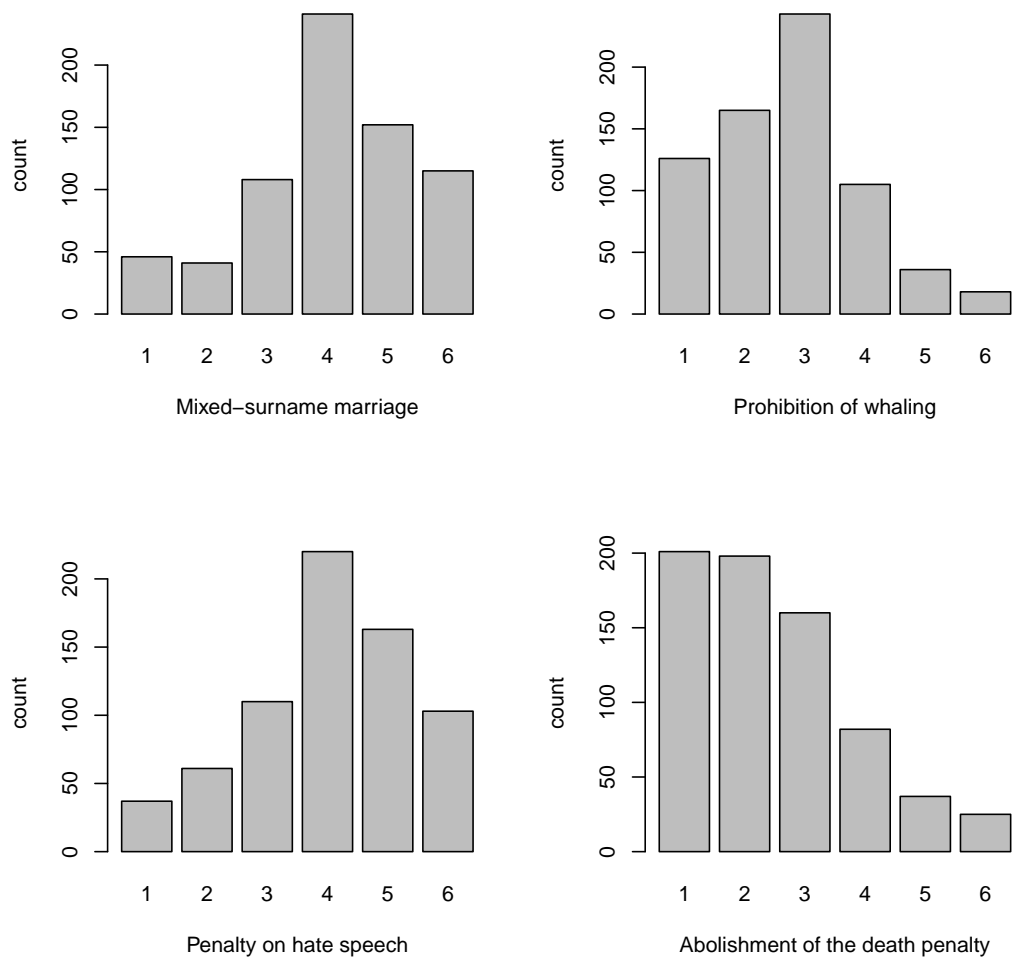 count
0 50 100 150 200
1 2 3 4 5 6
Mixed−surname marriage
count
0 50 100 150 200
1 2 3 4 5 6
Prohibition of whaling
count
0 50 100 150 200
1 2 3 4 5 6
Penalty on hate speech
count
0 50 100 150 200
1 2 3 4 5 6
Abolishment of the death penalty